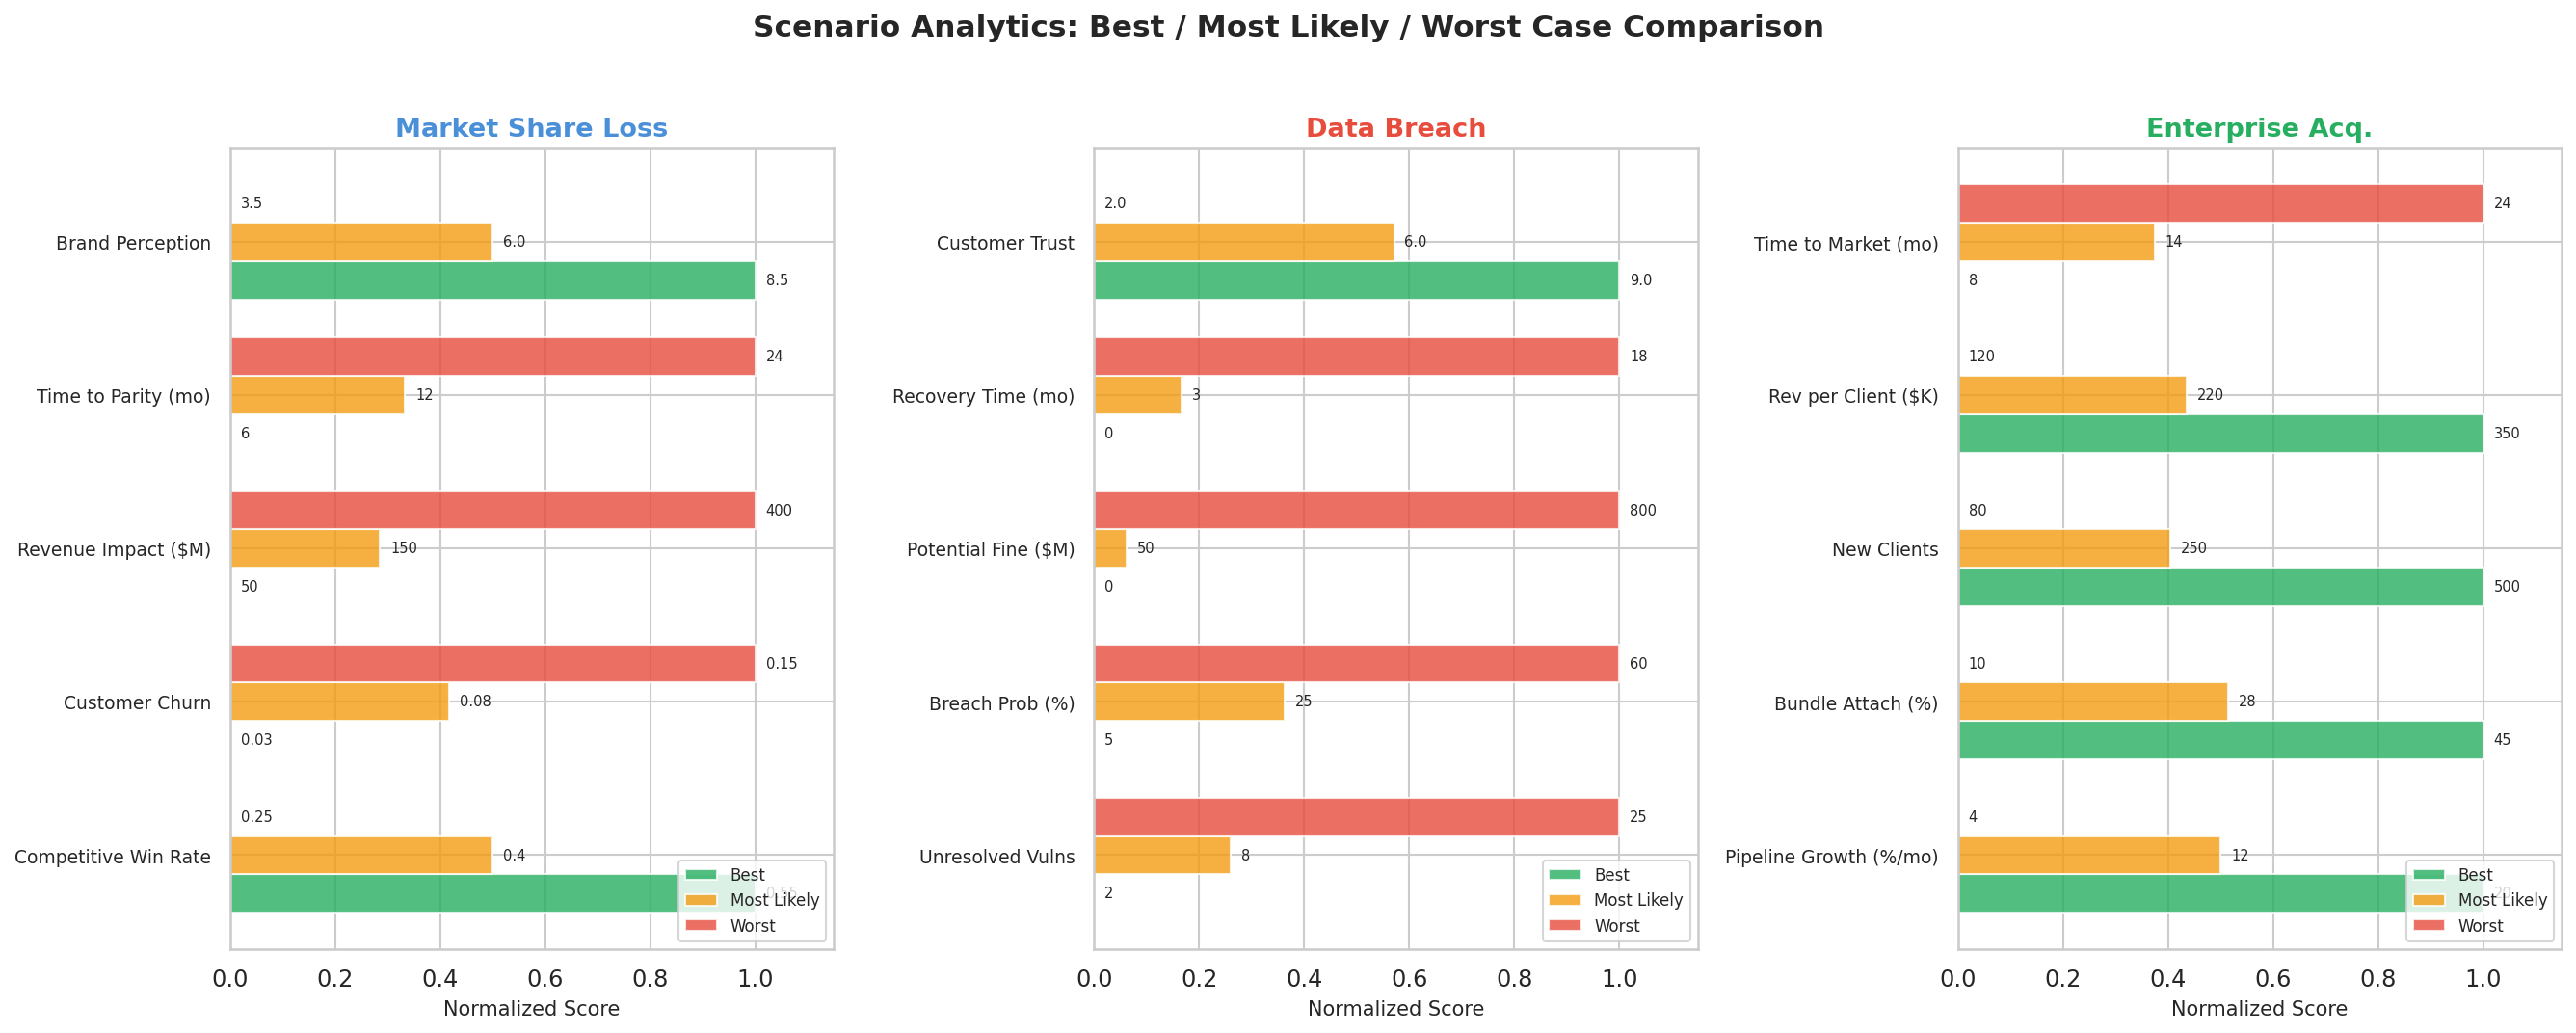 Scenario Analytics: Best / Most Likely / Worst Case Comparison
Market Share Loss
Brand Perception
3.5
6.0
8.5
Time to Parity (mo)
24
12
6
Revenue Impact ($M)
400
150
50
Customer Churn
0.15
0.08
0.03
Competitive Win Rate
0.25
0.4
0.55
Best
Most Likely
Worst
0.0 0.2 0.4 0.6 0.8 1.0
Normalized Score
Data Breach
Customer Trust
2.0
6.0
9.0
Recovery Time (mo)
18
3
0
Potential Fine ($M)
800
50
0
Breach Prob (%)
60
25
5
Unresolved Vulns
25
8
2
Best
Most Likely
Worst
0.0 0.2 0.4 0.6 0.8 1.0
Normalized Score
Enterprise Acq.
Time to Market (mo)
24
14
8
Rev per Client ($K)
120
220
350
New Clients
80
250
500
Bundle Attach (%)
10
28
45
Pipeline Growth (%/mo)
4
12
20
Best
Most Likely
Worst
0.0 0.2 0.4 0.6 0.8 1.0
Normalized Score